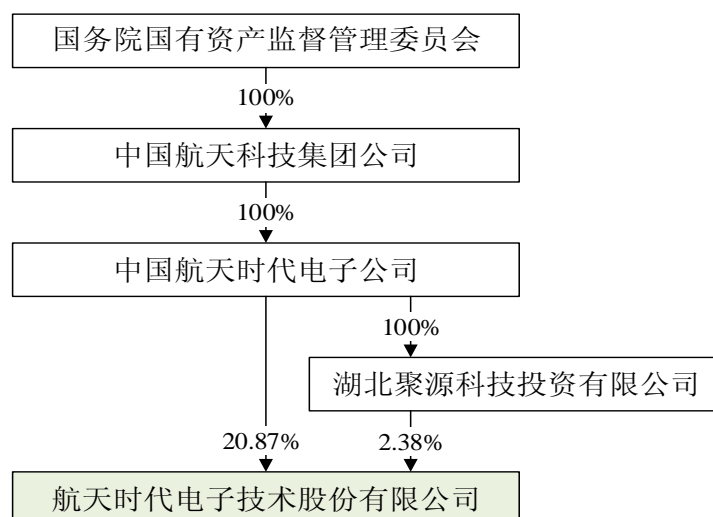 国务院国有资产监督管理委员会
100%
中国航天科技集团公司
100%
中国航天时代电子公司
100%
湖北聚源科技投资有限公司
20.87%
2.38%
航天时代电子技术股份有限公司